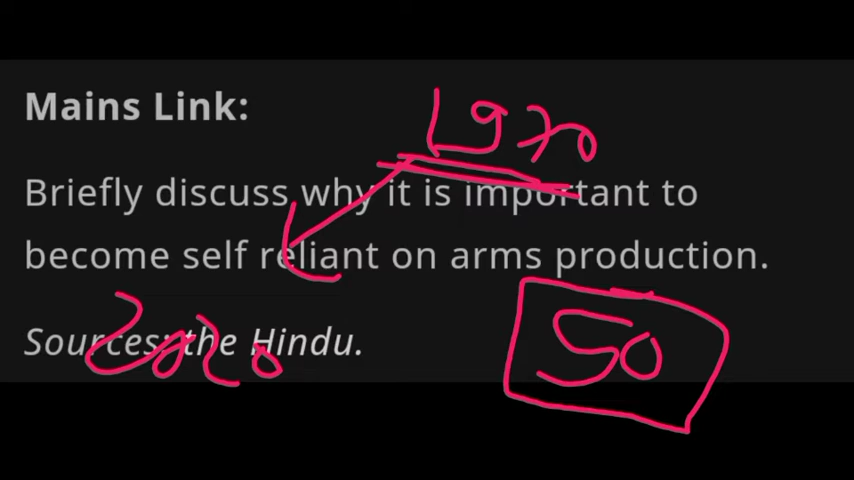 Mains Link:
1970
Briefly discuss why it is important to
become self reliant on arms production.
Sources: the Hindu.
2020
50